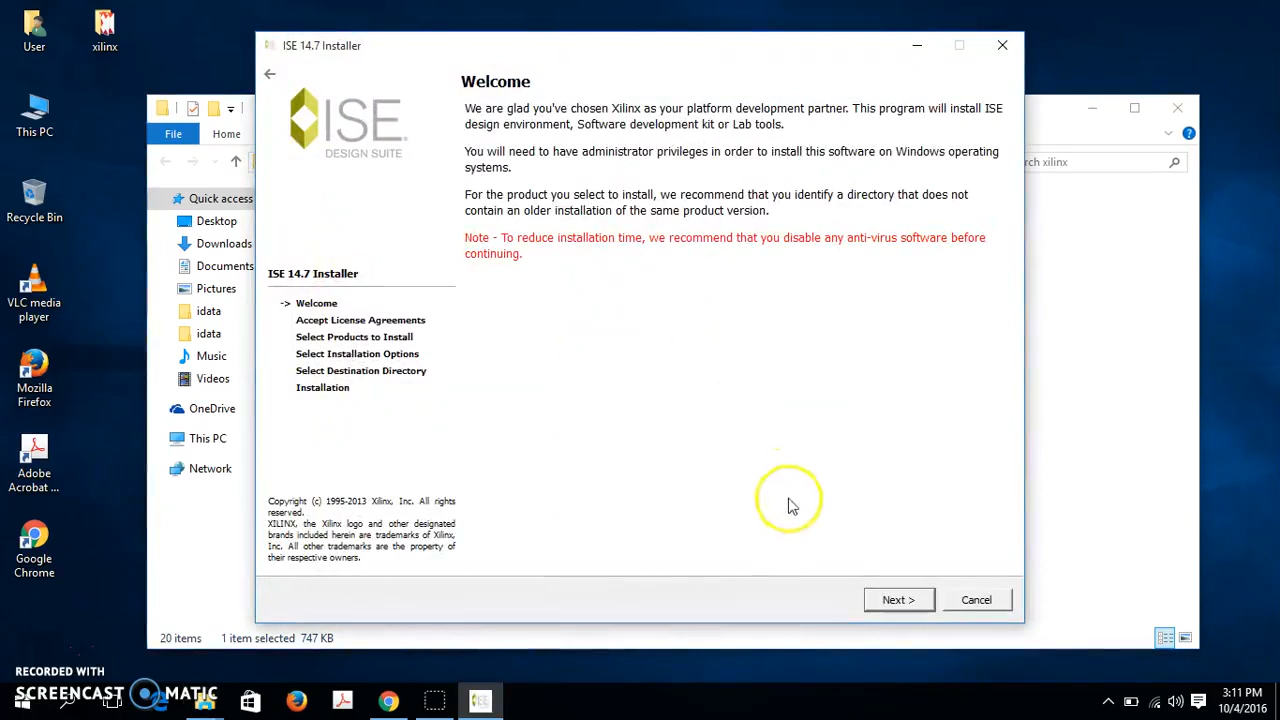 User
xilinx
This PC
Recycle Bin
VLC media
player
Mozilla
Firefox
Adobe
Acrobat ...
Google
Chrome
File
Home
rch xilinx
Quick access
Desktop
Downloads
Documents
Pictures
idata
idata
Music
Videos
OneDrive
This PC
Network
20 items
1 item selected 747 KB
ISE 14.7 Installer
ISE
DESIGN SUITE
ISE 14.7 Installer
-> Welcome
Accept License Agreements
Select Products to Install
Select Installation Options
Select Destination Directory
Installation
Copyright (c) 1995-2013 Xilinx, Inc. All rights
reserved.
XILINX, the Xilinx logo and other designated
brands included herein are trademarks of Xilinx,
Inc. All other trademarks are the property of
their respective owners.
Welcome
We are glad you've chosen Xilinx as your platform development partner. This program will install ISE
design environment, Software development kit or Lab tools.
You will need to have administrator privileges in order to install this software on Windows operating
systems.
For the product you select to install, we recommend that you identify a directory that does not
contain an older installation of the same product version.
Note - To reduce installation time, we recommend that you disable any anti-virus software before
continuing.
Next >
Cancel
RECORDED WITH
SCREENCAST MATIC
3:11 PM
10/4/2016